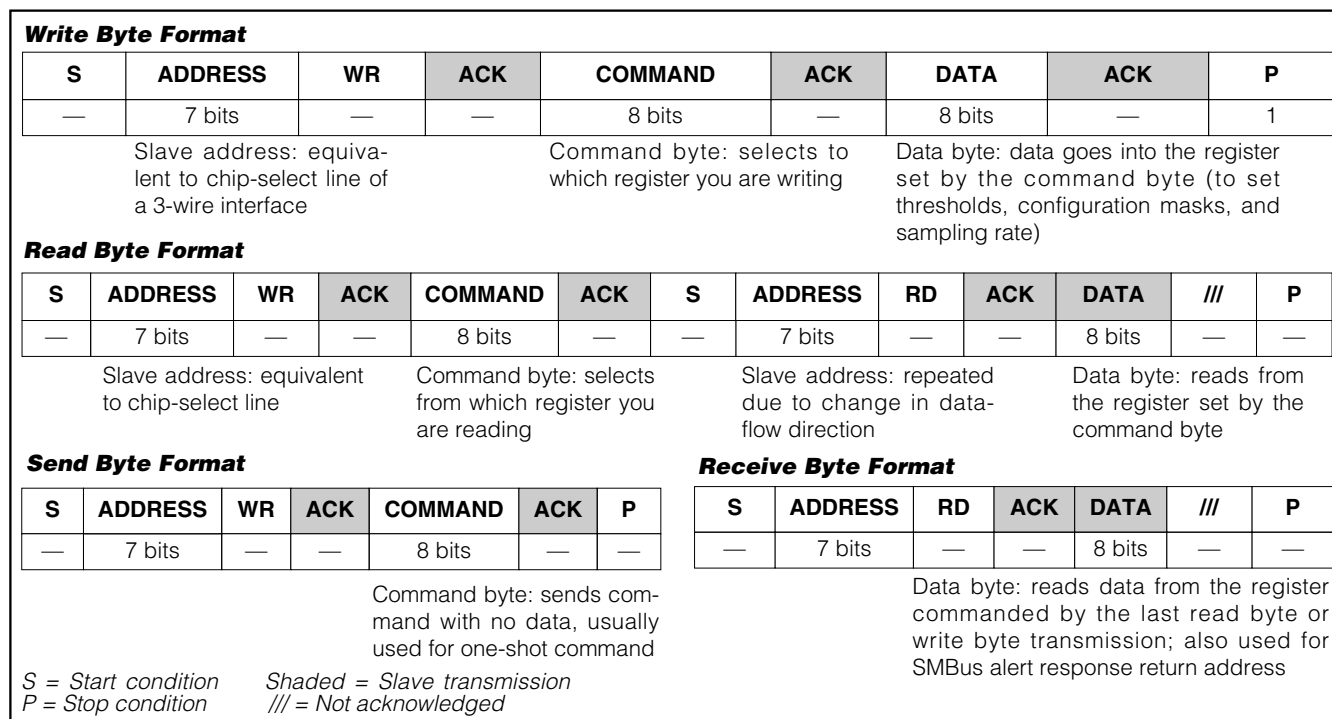 Write Byte Format
S ADDRESS WR ACK COMMAND ACK DATA ACK P
— 7 bits — — 8 bits — 8 bits — 1
Slave address: equiva-
lent to chip-select line of
a 3-wire interface
Command byte: selects to
which register you are writing
Data byte: data goes into the register
set by the command byte (to set
thresholds, configuration masks, and
sampling rate)
Read Byte Format
S ADDRESS WR ACK COMMAND ACK S ADDRESS RD ACK DATA /// P
— 7 bits — — 8 bits — — 7 bits — — 8 bits — —
Slave address: equivalent
to chip-select line
Command byte: selects
from which register you
are reading
Slave address: repeated
due to change in data-
flow direction
Data byte: reads from
the register set by the
command byte
Send Byte Format
S ADDRESS WR ACK COMMAND ACK P
— 7 bits — — 8 bits — —
Command byte: sends com-
mand with no data, usually
used for one-shot command
Receive Byte Format
S ADDRESS RD ACK DATA /// P
— 7 bits — — 8 bits — —
Data byte: reads data from the register
commanded by the last read byte or
write byte transmission; also used for
SMBus alert response return address
S = Start condition Shaded = Slave transmission
P = Stop condition /// = Not acknowledged